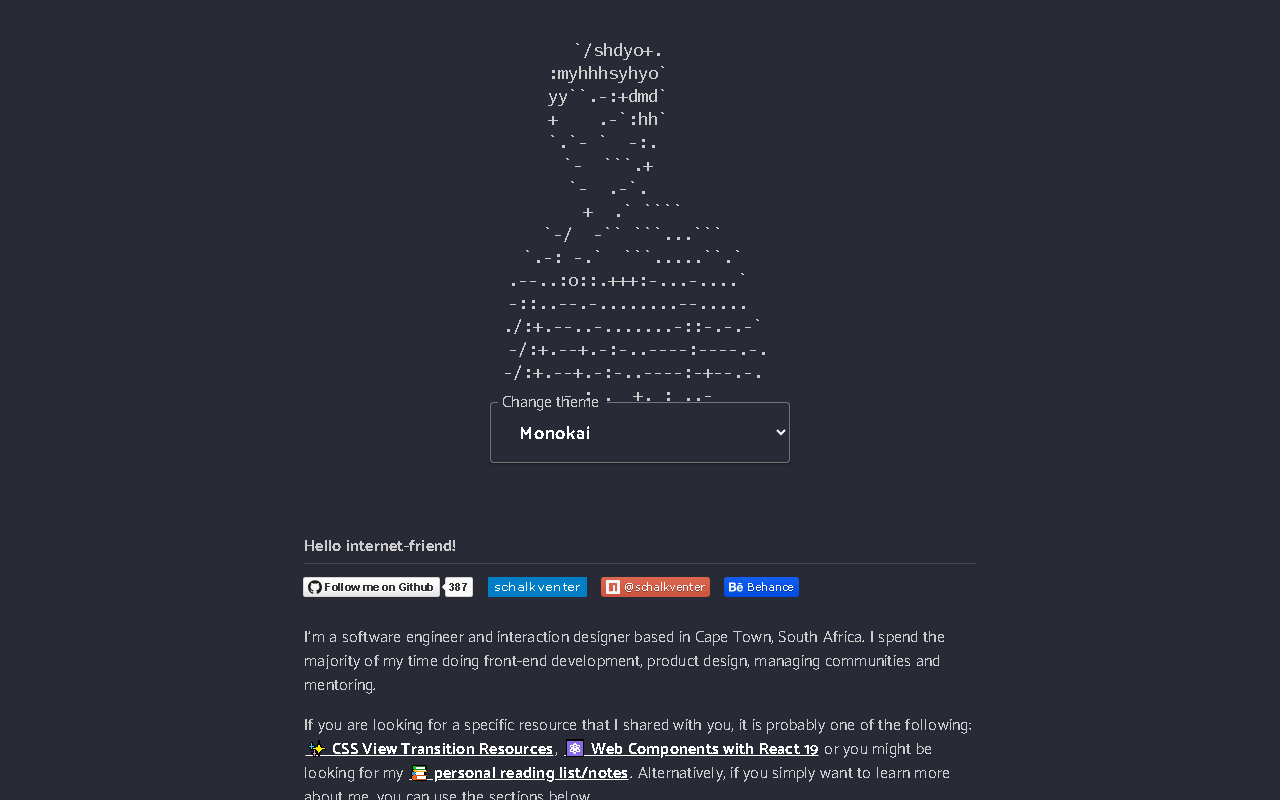 `/shdyo+.
:myhhhsyhyo`
yy``.-:+dmd`
+    .-`:hh`
`.`- `  -:.
`-  ```.+
`-  .-`.
+  .` ````
`-/  -`` ```...```
`.-: -.`  ```.....``.`
.--..:o::.+++:-...-....`
-::..--.-........--.....
./:+.--..-.......-::-.-.-`
-/:+.--+.-:-..----:----.-.
-/:+.--+.-:-..----:-+--.-.
Change theme
Monokai
Hello internet-friend!
Follow me on Github 387 schalkventer @schalkventer Bē Behance
I'm a software engineer and interaction designer based in Cape Town, South Africa. I spend the
majority of my time doing front-end development, product design, managing communities and
mentoring.
If you are looking for a specific resource that I shared with you, it is probably one of the following:
✨ CSS View Transition Resources, ⚛️ Web Components with React 19 or you might be
looking for my 📚 personal reading list/notes. Alternatively, if you simply want to learn more
about me, you can use the sections below.